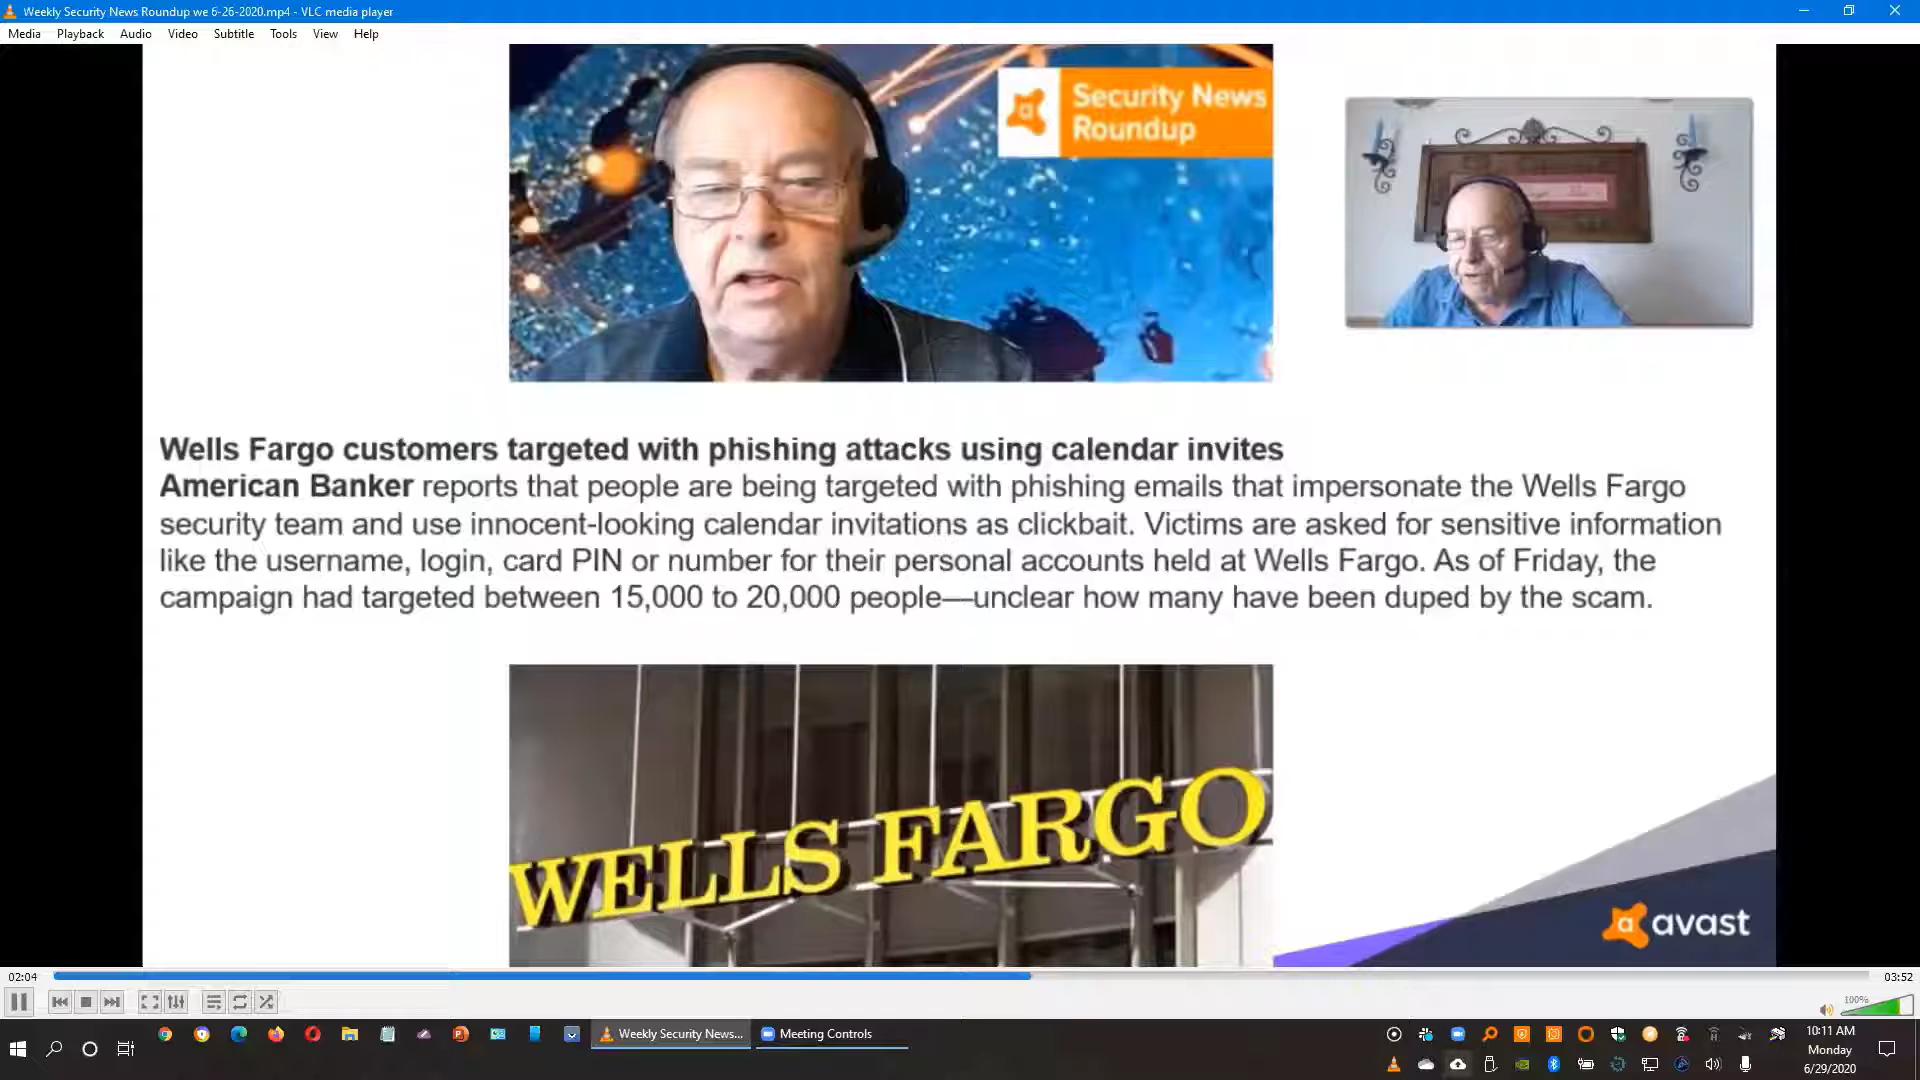 Weekly Security News Roundup we 6-26-2020.mp4 - VLC media player
Media Playback Audio Video Subtitle Tools View Help
Security News
Roundup
Wells Fargo customers targeted with phishing attacks using calendar invites
American Banker reports that people are being targeted with phishing emails that impersonate the Wells Fargo
security team and use innocent-looking calendar invitations as clickbait. Victims are asked for sensitive information
like the username, login, card PIN or number for their personal accounts held at Wells Fargo. As of Friday, the
campaign had targeted between 15,000 to 20,000 people—unclear how many have been duped by the scam.
WELLS FARGO
avast
02:04
03:52
100%
Weekly Security News...
Meeting Controls
10:11 AM
Monday
6/29/2020